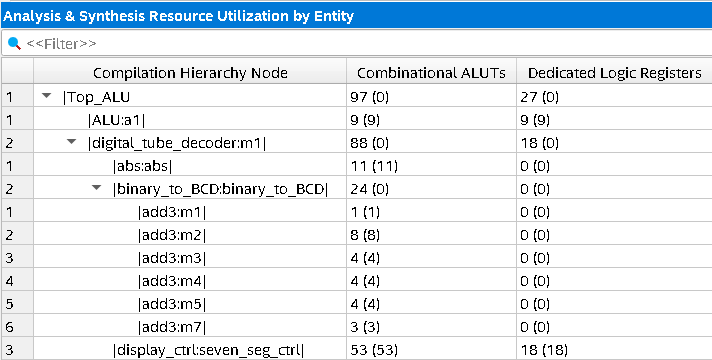 Analysis & Synthesis Resource Utilization by Entity
<<Filter>>
Compilation Hierarchy Node Combinational ALUTs Dedicated Logic Registers
1 |Top_ALU 97 (0) 27 (0)
1 |ALU:a1| 9 (9) 9 (9)
2 |digital_tube_decoder:m1| 88 (0) 18 (0)
1 |abs:abs| 11 (11) 0 (0)
2 |binary_to_BCD:binary_to_BCD| 24 (0) 0 (0)
1 |add3:m1| 1 (1) 0 (0)
2 |add3:m2| 8 (8) 0 (0)
3 |add3:m3| 4 (4) 0 (0)
4 |add3:m4| 4 (4) 0 (0)
5 |add3:m5| 4 (4) 0 (0)
6 |add3:m7| 3 (3) 0 (0)
3 |display_ctrl:seven_seg_ctrl| 53 (53) 18 (18)